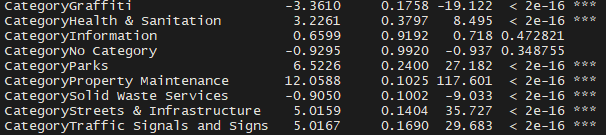 CategoryGraffiti -3.3610 0.1758 -19.122 < 2e-16 ***
CategoryHealth & Sanitation 3.2261 0.3797 8.495 < 2e-16 ***
CategoryInformation 0.6599 0.9192 0.718 0.472821
CategoryNo Category -0.9295 0.9920 -0.937 0.348755
CategoryParks 6.5226 0.2400 27.182 < 2e-16 ***
CategoryProperty Maintenance 12.0588 0.1025 117.601 < 2e-16 ***
CategorySolid Waste Services -0.9050 0.1002 -9.033 < 2e-16 ***
CategoryStreets & Infrastructure 5.0159 0.1404 35.727 < 2e-16 ***
CategoryTraffic Signals and Signs 5.0167 0.1690 29.683 < 2e-16 ***